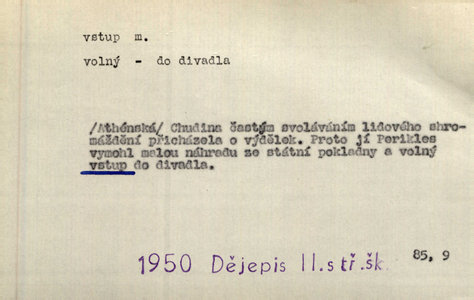 vstup m.
volný - do divadla
/Athénská/ Chudina častým svoláváním lidového shro-
máždění přicházela o výdělek. Proto jí Perikles
vymohl malou náhradu ze státní pokladny a volný
vstup do divadla.
1950 Dějepis II.stř.šk.
85,9